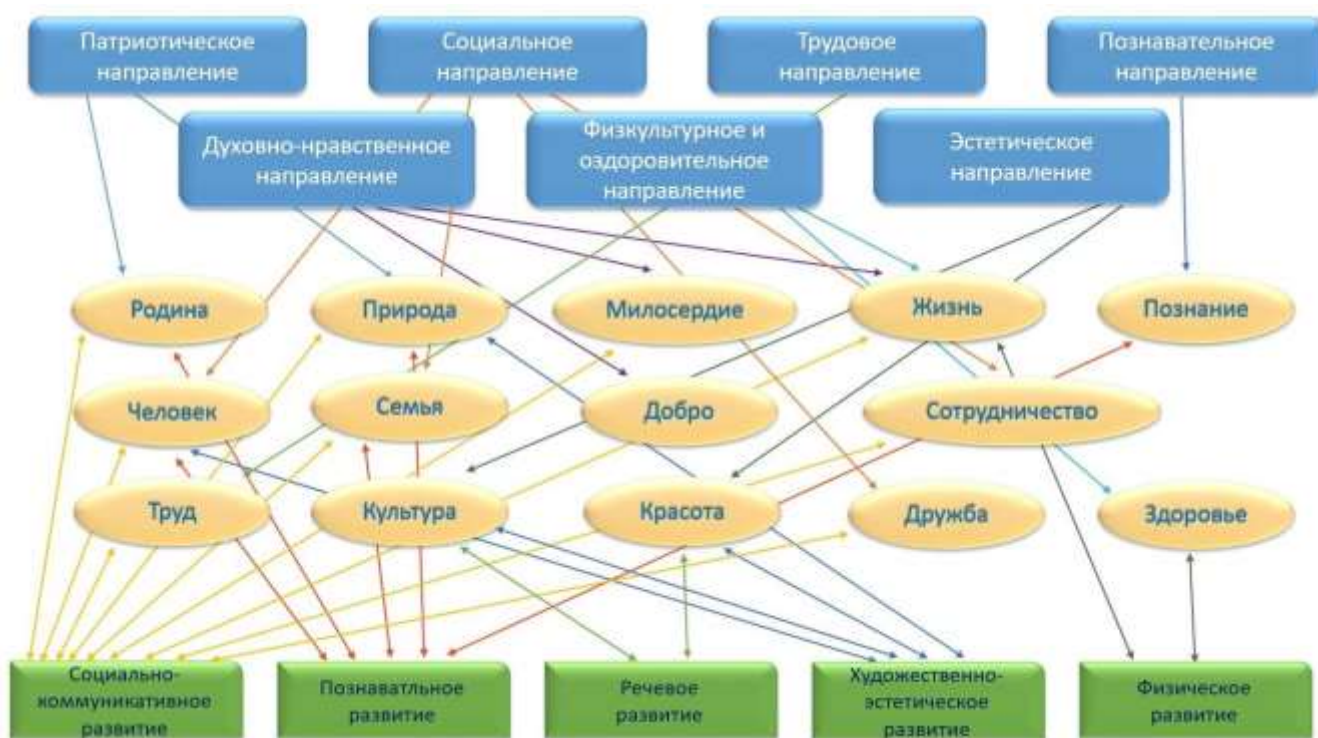 Патриотическое
направление
Социальное
направление
Трудовое
направление
Познавательное
направление
Духовно-нравственное
направление
Физкультурное и
оздоровительное
направление
Эстетическое
направление
Родина
Природа
Милосердие
Жизнь
Познание
Человек
Семья
Добро
Сотрудничество
Труд
Культура
Красота
Дружба
Здоровье
Социально-
коммуникативное
развитие
Познаватльное
развитие
Речевое
развитие
Художественно-
эстетическое
развитие
Физическое
развитие